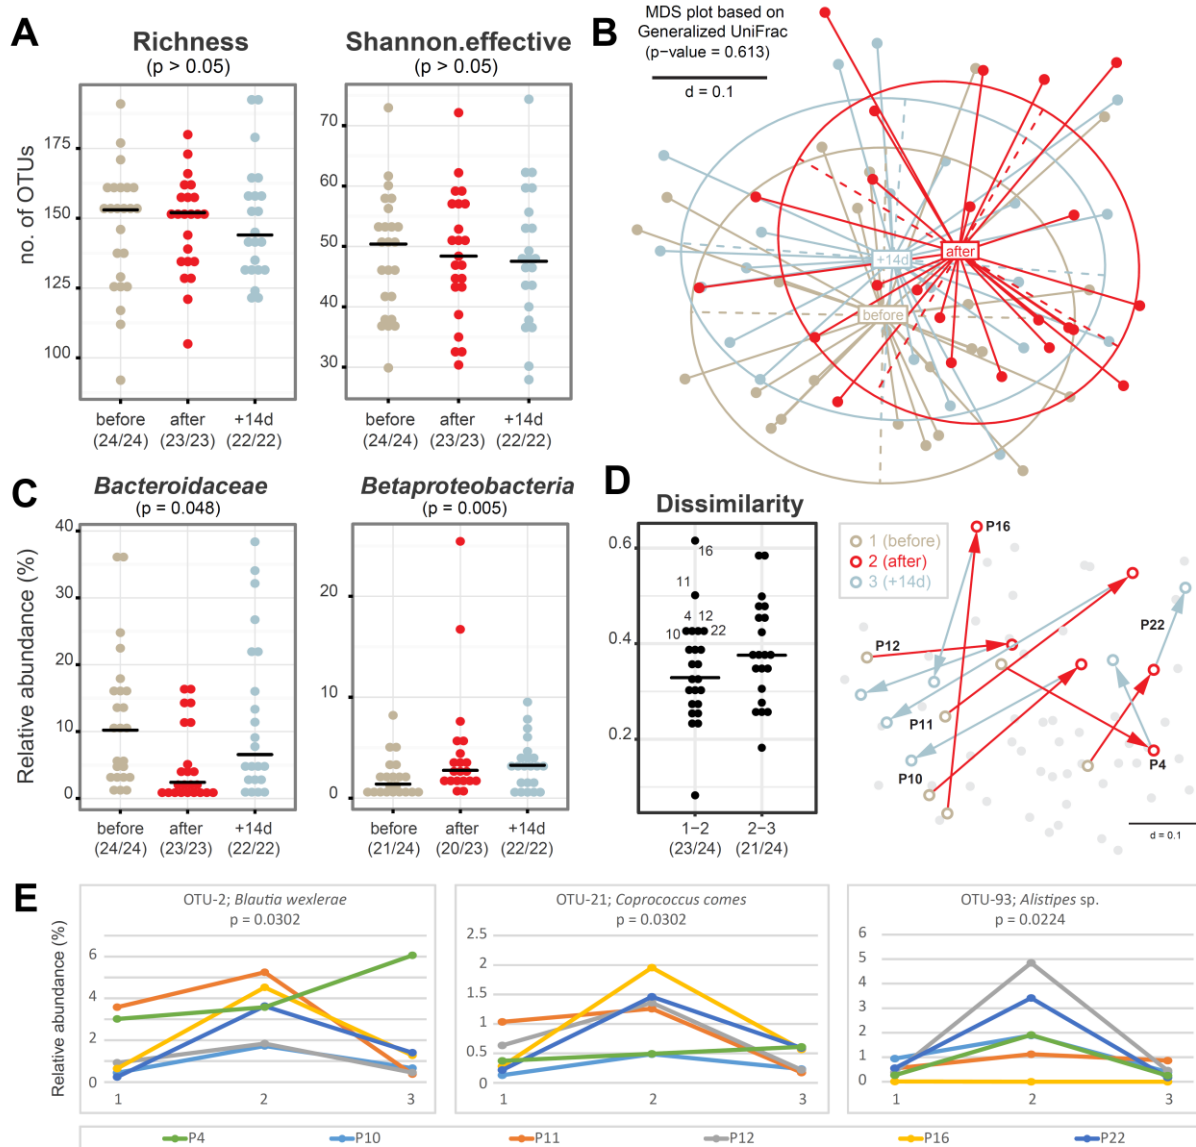 A
Richness
(p > 0.05)
no. of OTUs
175
150
125
100
before
(24/24)
after
(23/23)
+14d
(22/22)
Shannon.effective
(p > 0.05)
70
60
50
40
30
before
(24/24)
after
(23/23)
+14d
(22/22)
B
MDS plot based on
Generalized UniFrac
(p−value = 0.613)
d = 0.1
after
+14d
before
C
Bacteroidaceae
(p = 0.048)
Relative abundance (%)
40
30
20
10
0
before
(24/24)
after
(23/23)
+14d
(22/22)
Betaproteobacteria
(p = 0.005)
20
10
0
before
(21/24)
after
(20/23)
+14d
(22/22)
D
Dissimilarity
0.6
0.4
0.2
16
11
4 12
10 22
1−2
(23/24)
2−3
(21/24)
1 (before)
2 (after)
3 (+14d)
P16
P22
P12
P11
P10
P4
d = 0.1
E
Relative abundance (%)
OTU-2; Blautia wexlerae
p = 0.0302
6
4
2
0
1 2 3
OTU-21; Coprococcus comes
p = 0.0302
2.5
2
1.5
1
0.5
0
1 2 3
OTU-93; Alistipes sp.
p = 0.0224
6
5
4
3
2
1
0
1 2 3
P4 P10 P11 P12 P16 P22